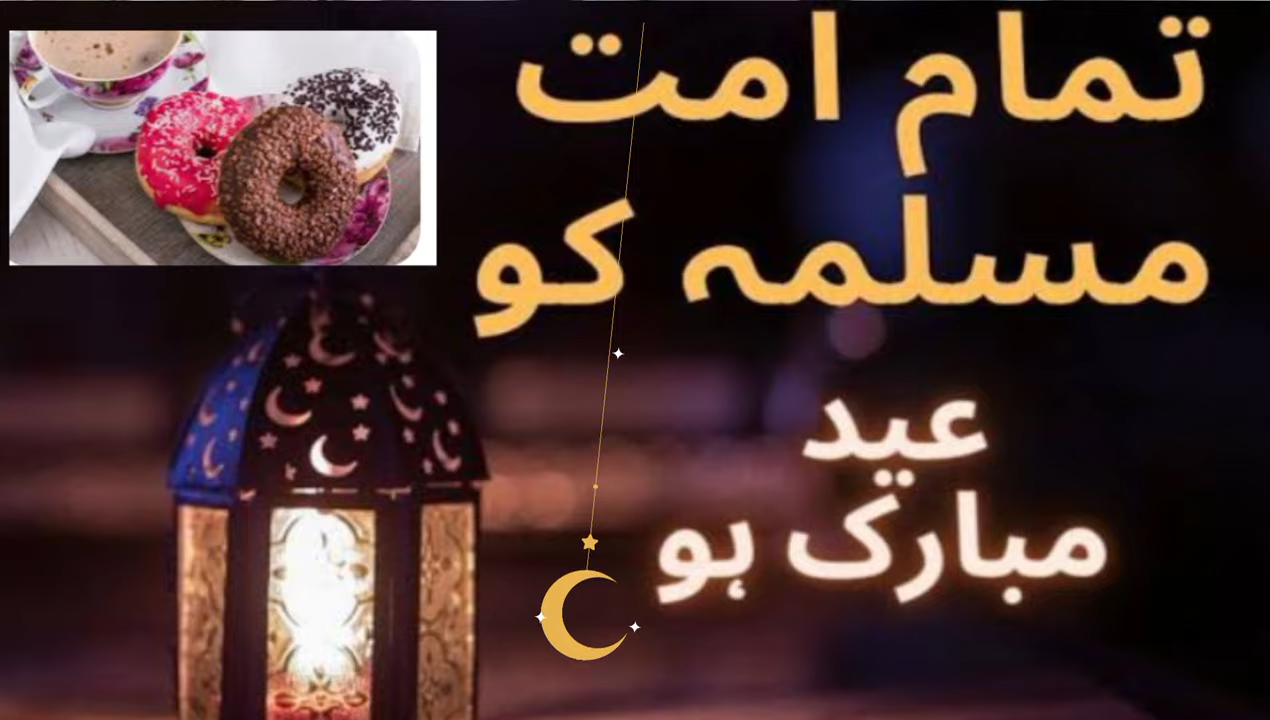 تمام امت
مسلمہ کو
عید
مبارک ہو